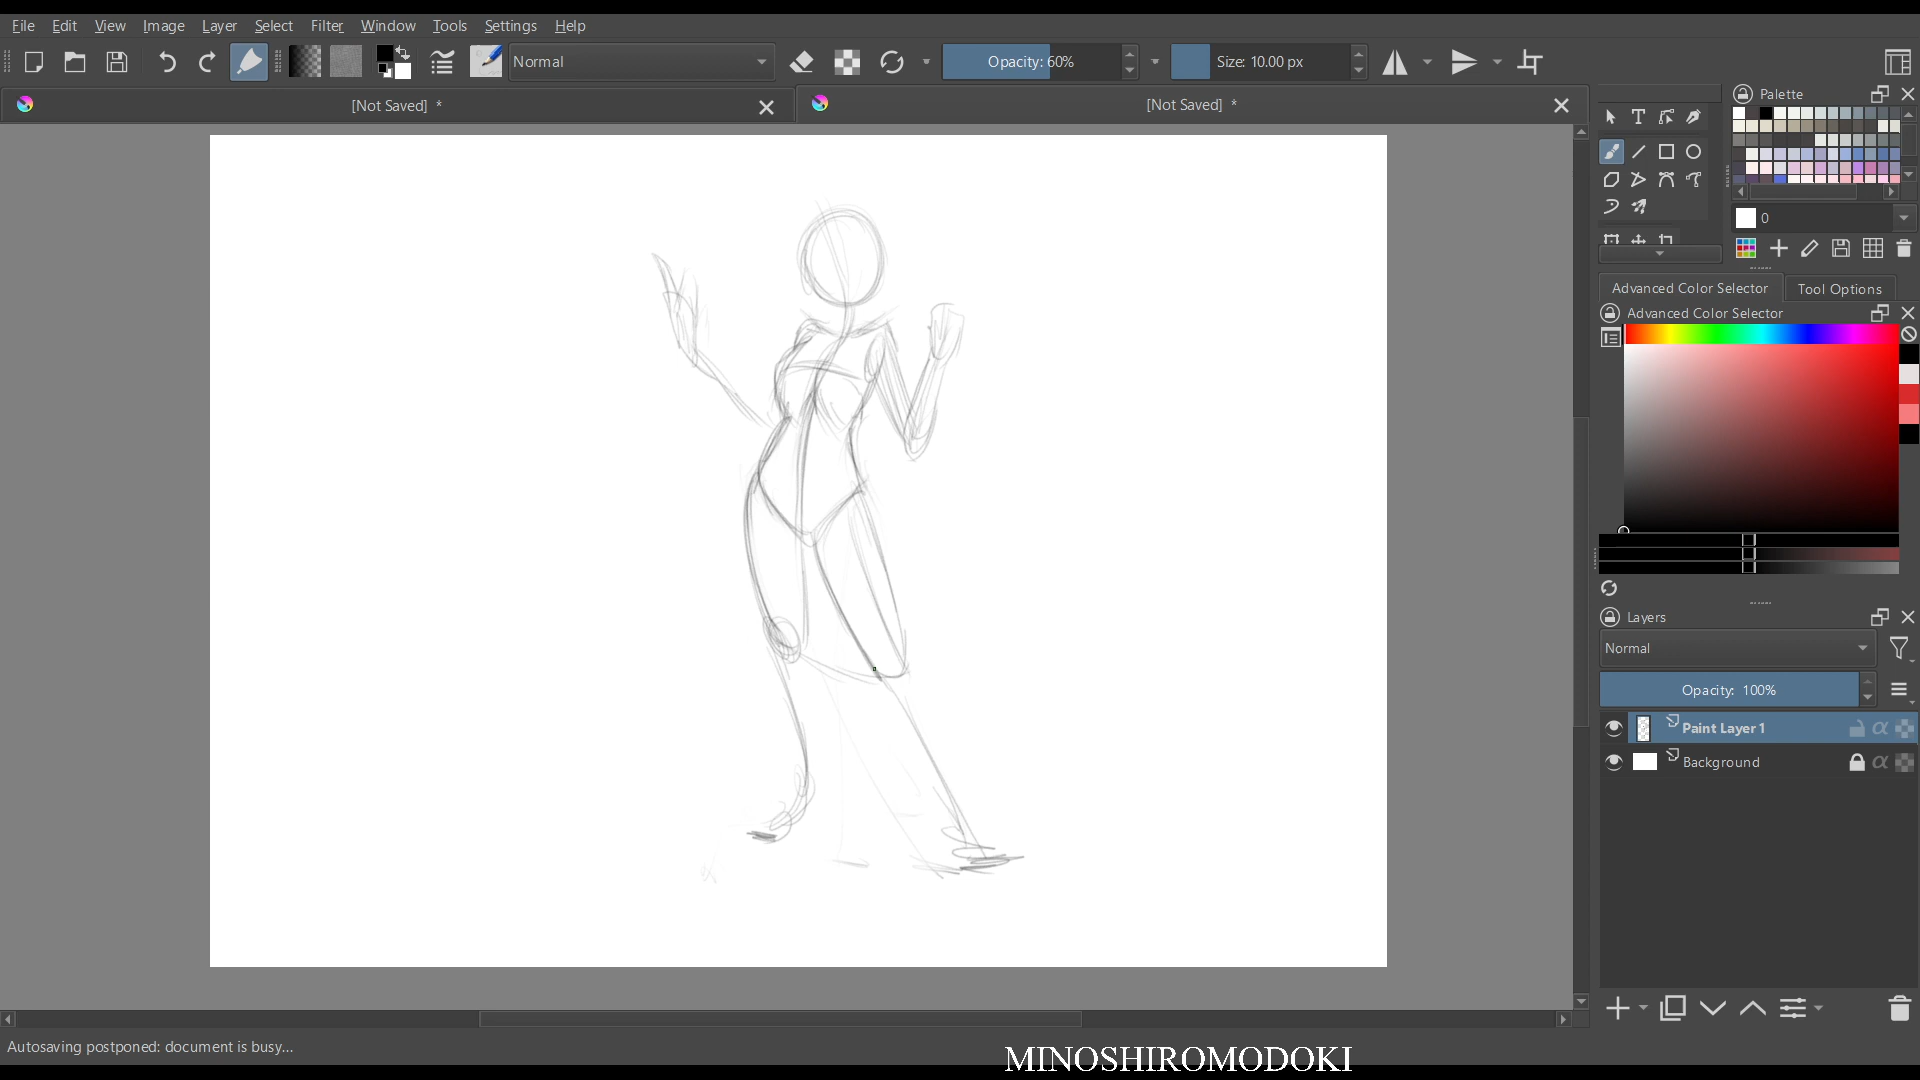 File Edit View Image Layer Select Filter Window Tools Settings Help
Normal Opacity: 60% Size: 10.00 px
[Not Saved] * [Not Saved] *
Palette
0
Advanced Color Selector Tool Options
Advanced Color Selector
Layers
Normal
Opacity: 100%
Paint Layer 1
Background
Autosaving postponed: document is busy...
MINOSHIROMODOKI